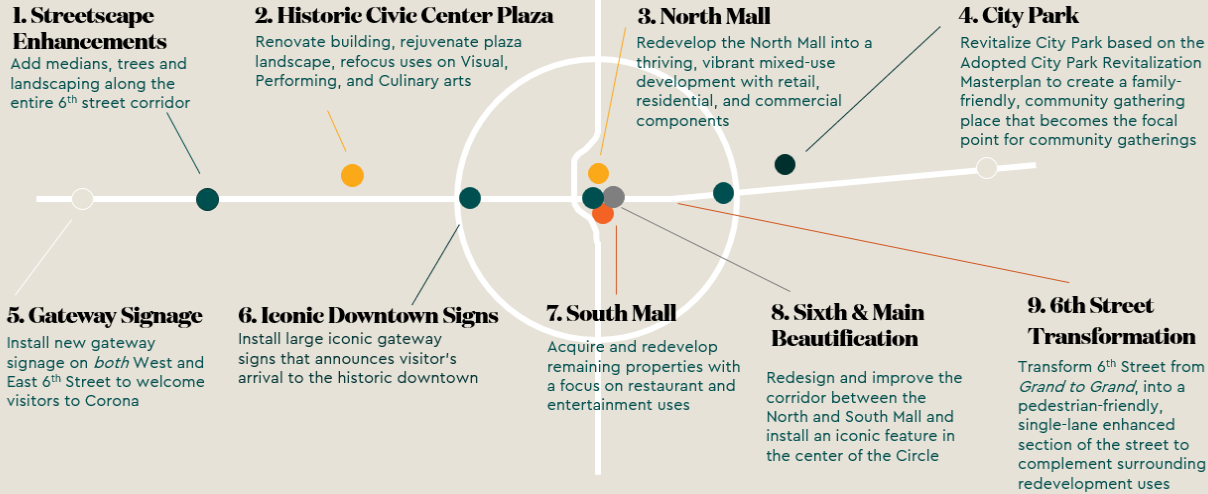 1. Streetscape
Enhancements
Add medians, trees and
landscaping along the
entire 6th street corridor
2. Historic Civic Center Plaza
Renovate building, rejuvenate plaza
landscape, refocus uses on Visual,
Performing, and Culinary arts
3. North Mall
Redevelop the North Mall into a
thriving, vibrant mixed-use
development with retail,
residential, and commercial
components
4. City Park
Revitalize City Park based on the
Adopted City Park Revitalization
Masterplan to create a family-
friendly, community gathering
place that becomes the focal
point for community gatherings
5. Gateway Signage
Install new gateway
signage on both West and
East 6th Street to welcome
visitors to Corona
6. Iconic Downtown Signs
Install large iconic gateway
signs that announces visitor's
arrival to the historic downtown
7. South Mall
Acquire and redevelop
remaining properties with
a focus on restaurant and
entertainment uses
8. Sixth & Main
Beautification
Redesign and improve the
corridor between the
North and South Mall and
install an iconic feature in
the center of the Circle
9. 6th Street
Transformation
Transform 6th Street from
Grand to Grand, into a
pedestrian-friendly,
single-lane enhanced
section of the street to
complement surrounding
redevelopment uses